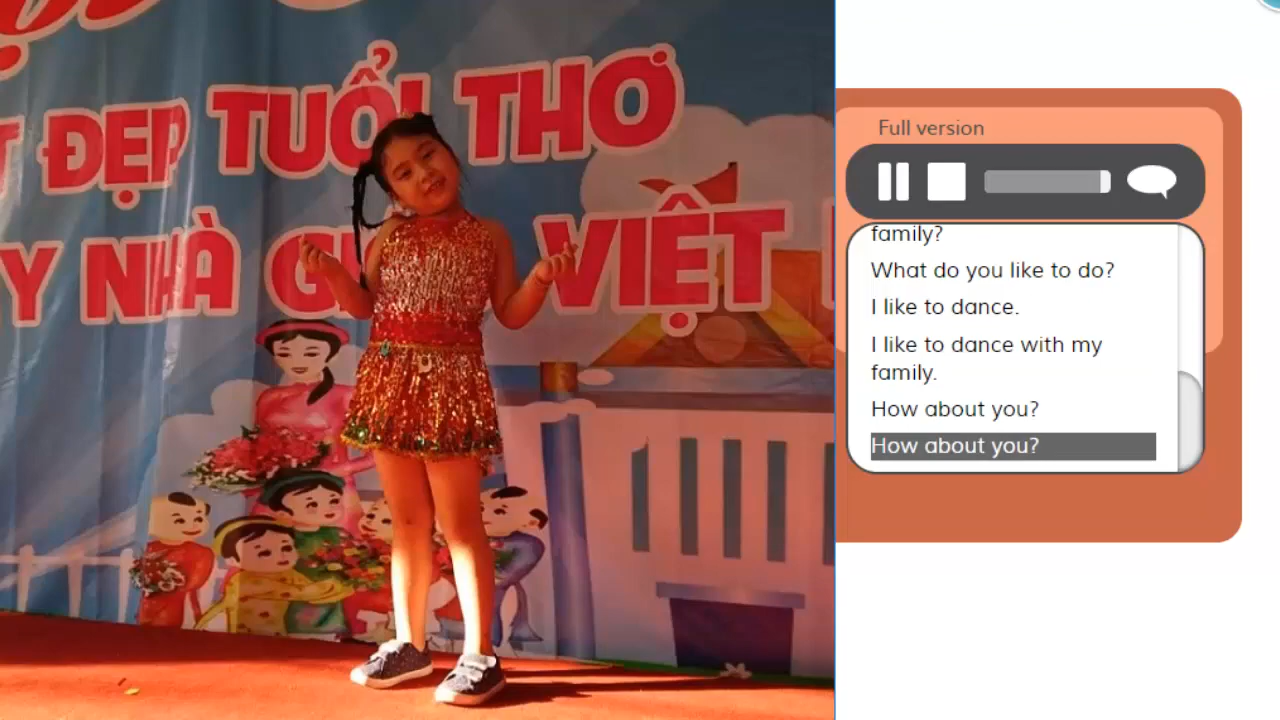 ĐẸP TUỔI THƠ
Y NHÀ GI VIỆT
Full version
family?
What do you like to do?
I like to dance.
I like to dance with my
family.
How about you?
How about you?